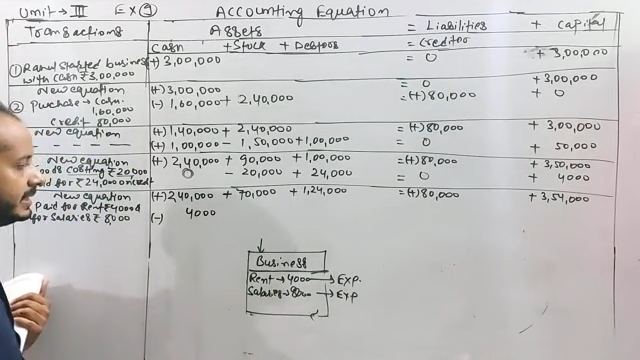 Unit → III Ex ⑨ Accounting Equation
Transactions Assets = Liabilities + Capital
Cash + Stock + Debtors = Creditor
① Rahul started business (+) 3,00,000 = 0 + 3,00,000
with Cash ₹ 3,00,000
New equation (+) 3,00,000 = 0 + 3,00,000
② Purchase → Cash (-) 1,60,000 + 2,40,000 = (+) 80,000 + 0
1,60,000
credit 80,000
New equation (+) 1,40,000 + 2,40,000 = (+) 80,000 + 3,00,000
(+) 1,00,000 - 1,50,000 + 1,00,000 = 0 + 50,000
New equation (+) 2,40,000 + 90,000 + 1,00,000 = (+) 80,000 + 3,50,000
costing ₹ 20000 0 - 20,000 + 24,000 = 0 + 4000
for ₹ 24,000 on credit
New equation (+) 2,40,000 + 70,000 + 1,24,000 = (+) 80,000 + 3,54,000
Paid for Rent ₹ 4000 (-) 4000
for Salaries ₹ 8,000
Business
Rent → 4000 → Exp.
Salaries → 8000 → Exp